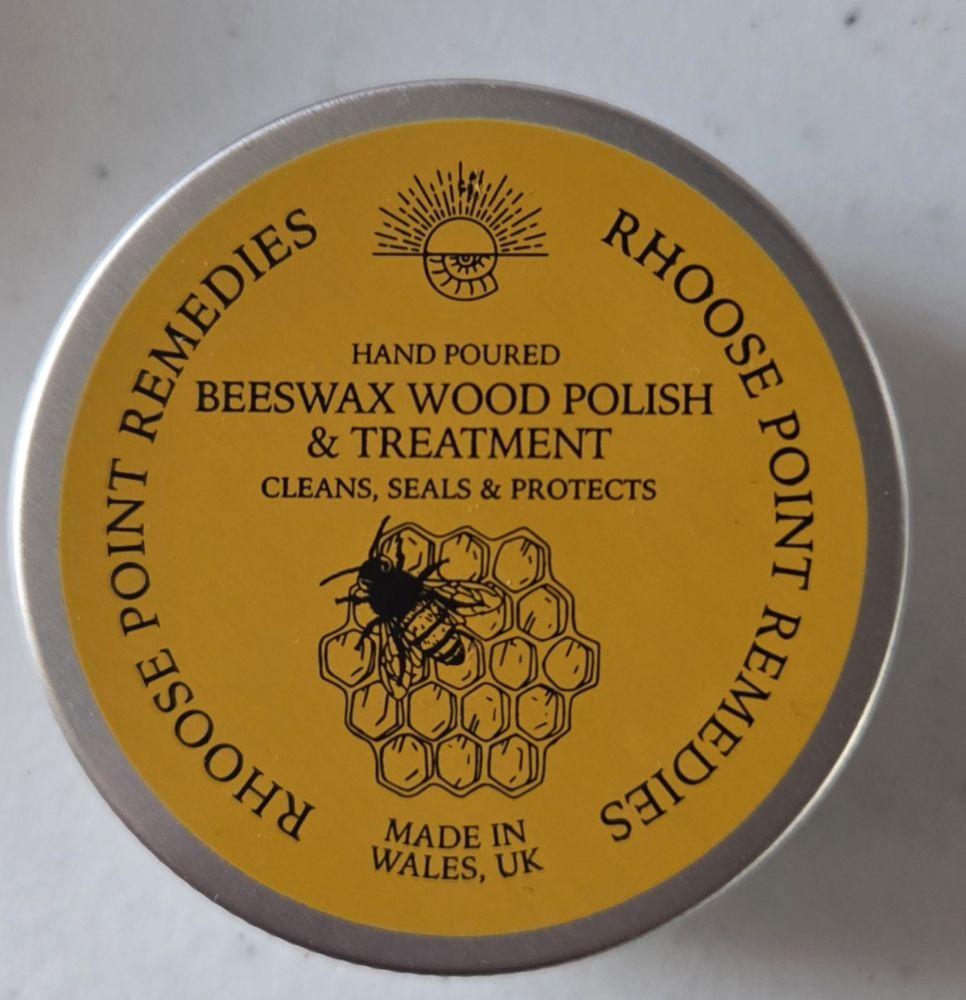 RHOOSE POINT REMEDIES
RHOOSE POINT REMEDIES
HAND POURED
BEESWAX WOOD POLISH
& TREATMENT
CLEANS, SEALS & PROTECTS
MADE IN
WALES, UK